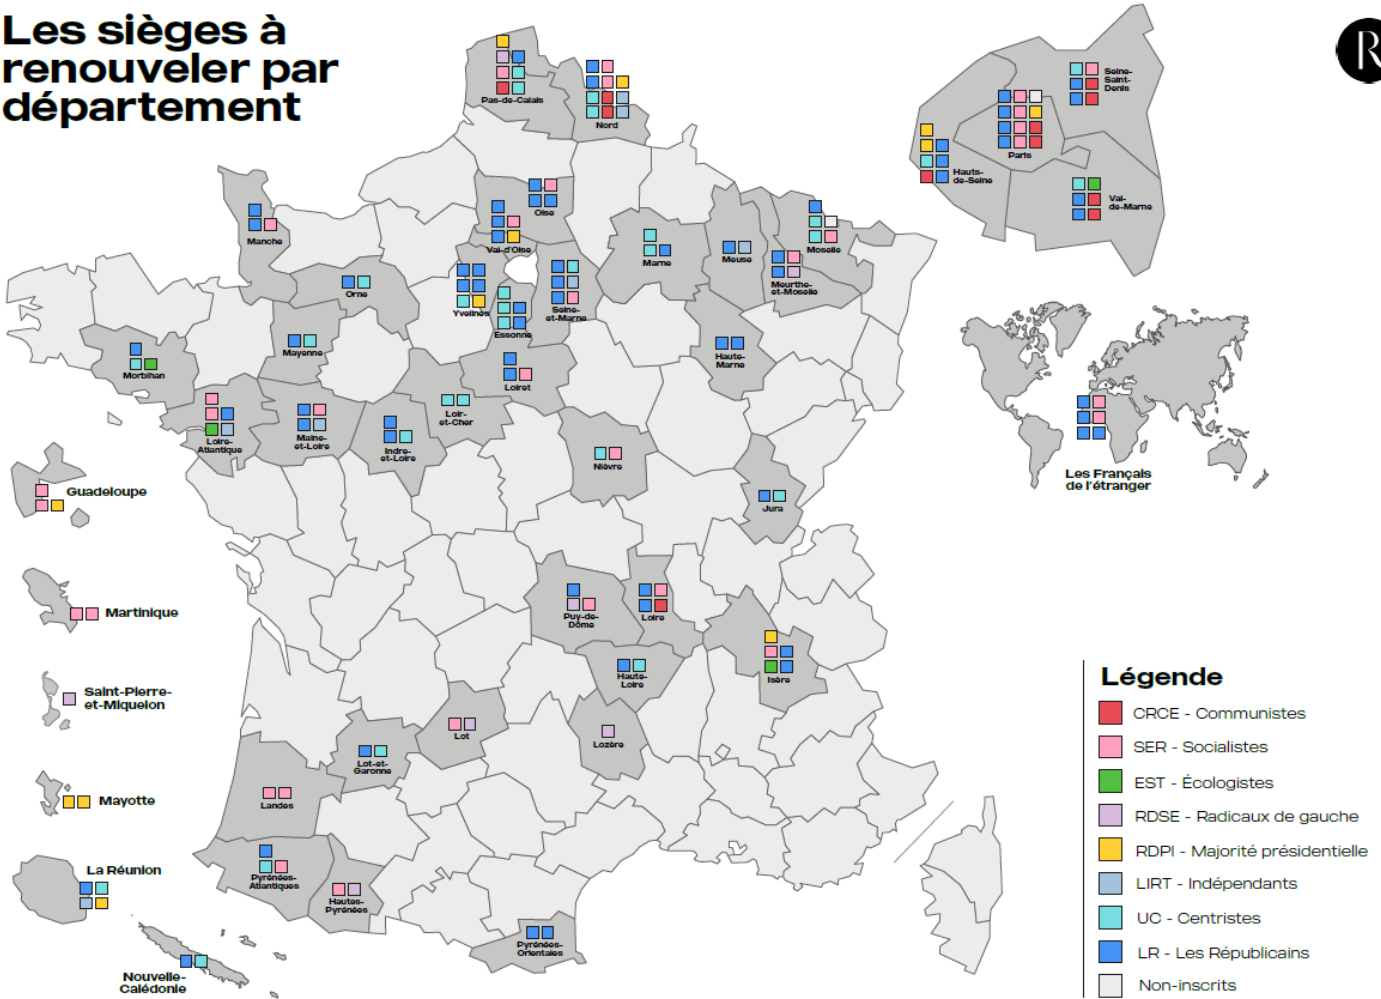 Les sièges à
renouveler par
département
R
Pas-de-Calais
Nord
Seine-
Saint-
Denis
Paris
Hauts-
de-Seine
Val-
de-Marne
Manche
Oise
Val-d'Oise
Marne
Meuse
Moselle
Meurthe-
et-Moselle
Orne
Yvelines
Seine-
et-Marne
Essonne
Mayenne
Haute-
Marne
Morbihan
Loiret
Loir-
et-Cher
Loire-
Atlantique
Maine-
et-Loire
Indre-
et-Loire
Nièvre
Les Français
de l'étranger
Guadeloupe
Jura
Martinique
Puy-de-
Dôme
Loire
Haute-
Loire
Isère
Saint-Pierre-
et-Miquelon
Lot
Lozère
Lot-et-
Garonne
Mayotte
Landes
La Réunion
Pyrénées-
Atlantiques
Hautes-
Pyrénées
Pyrénées-
Orientales
Nouvelle-
Calédonie
Légende
CRCE - Communistes
SER - Socialistes
EST - Écologistes
RDSE - Radicaux de gauche
RDPI - Majorité présidentielle
LIRT - Indépendants
UC - Centristes
LR - Les Républicains
Non-inscrits